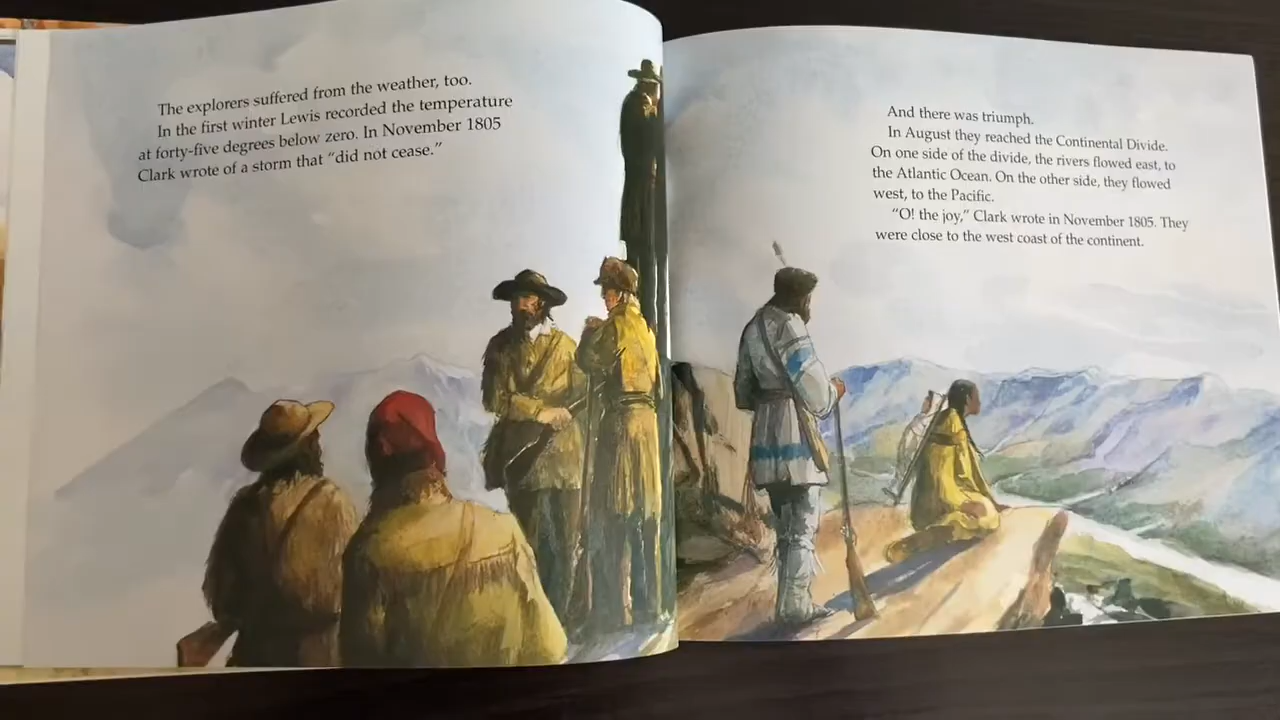 The explorers suffered from the weather, too.
In the first winter Lewis recorded the temperature
at forty-five degrees below zero. In November 1805
Clark wrote of a storm that “did not cease.”
And there was triumph.
In August they reached the Continental Divide.
On one side of the divide, the rivers flowed east, to
the Atlantic Ocean. On the other side, they flowed
west, to the Pacific.
“O! the joy,” Clark wrote in November 1805. They
were close to the west coast of the continent.